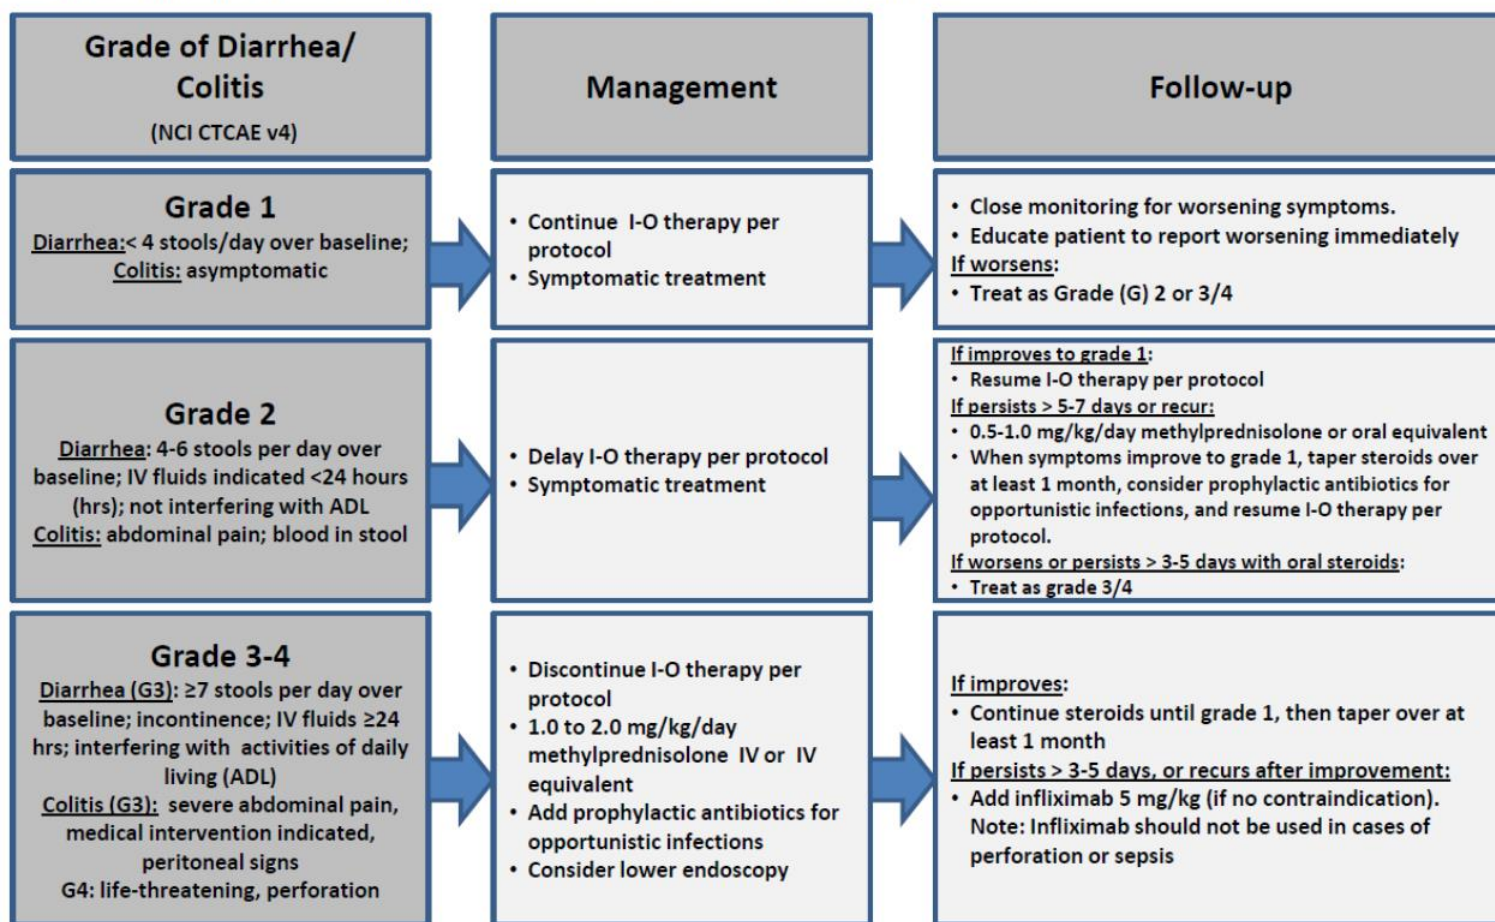 Grade of Diarrhea/
Colitis
(NCI CTCAE v4)
Management
Follow-up
Grade 1
Diarrhea:< 4 stools/day over baseline;
Colitis: asymptomatic
• Continue I-O therapy per
protocol
• Symptomatic treatment
• Close monitoring for worsening symptoms.
• Educate patient to report worsening immediately
If worsens:
• Treat as Grade (G) 2 or 3/4
Grade 2
Diarrhea: 4-6 stools per day over
baseline; IV fluids indicated <24 hours
(hrs); not interfering with ADL
Colitis: abdominal pain; blood in stool
• Delay I-O therapy per protocol
• Symptomatic treatment
If improves to grade 1:
• Resume I-O therapy per protocol
If persists > 5-7 days or recur:
• 0.5-1.0 mg/kg/day methylprednisolone or oral equivalent
• When symptoms improve to grade 1, taper steroids over
at least 1 month, consider prophylactic antibiotics for
opportunistic infections, and resume I-O therapy per
protocol.
If worsens or persists > 3-5 days with oral steroids:
• Treat as grade 3/4
Grade 3-4
Diarrhea (G3): ≥7 stools per day over
baseline; incontinence; IV fluids ≥24
hrs; interfering with activities of daily
living (ADL)
Colitis (G3): severe abdominal pain,
medical intervention indicated,
peritoneal signs
G4: life-threatening, perforation
• Discontinue I-O therapy per
protocol
• 1.0 to 2.0 mg/kg/day
methylprednisolone IV or IV
equivalent
• Add prophylactic antibiotics for
opportunistic infections
• Consider lower endoscopy
If improves:
• Continue steroids until grade 1, then taper over at
least 1 month
If persists > 3-5 days, or recurs after improvement:
• Add infliximab 5 mg/kg (if no contraindication).
Note: Infliximab should not be used in cases of
perforation or sepsis